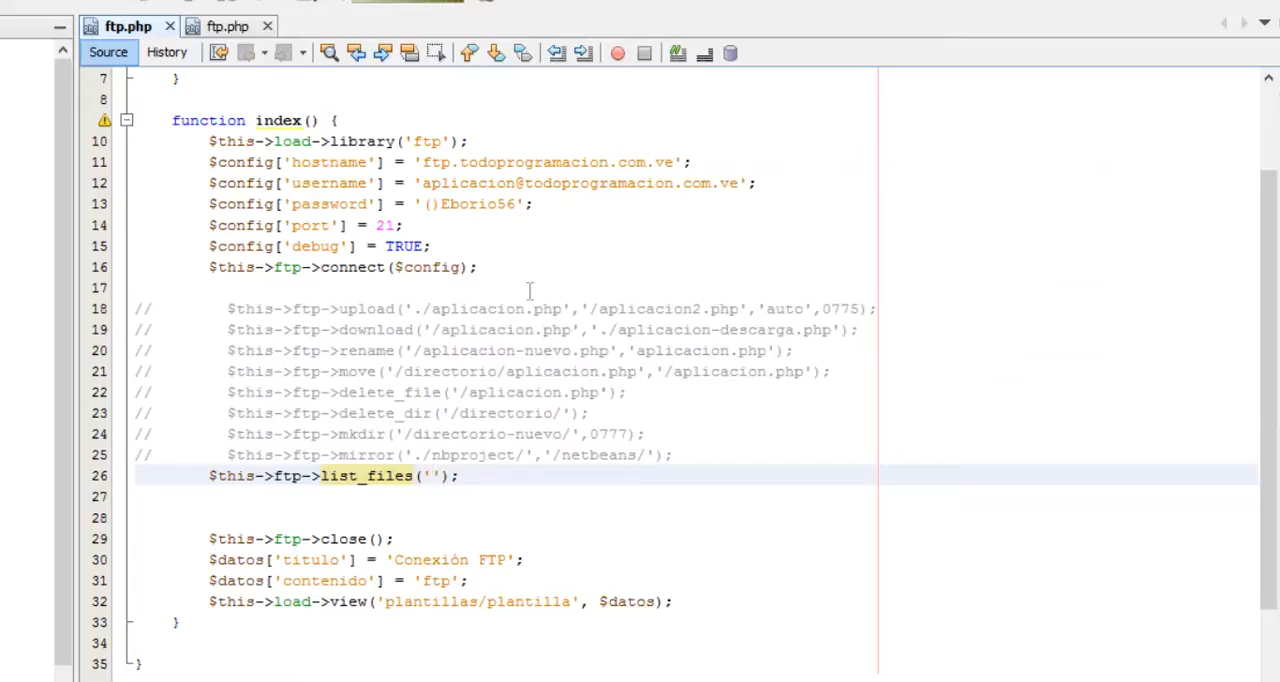 ftp.php ftp.php
Source History
7 }
8
function index() {
10 $this->load->library('ftp');
11 $config['hostname'] = 'ftp.todoprogramacion.com.ve';
12 $config['username'] = 'aplicacion@todoprogramacion.com.ve';
13 $config['password'] = '()Eborio56';
14 $config['port'] = 21;
15 $config['debug'] = TRUE;
16 $this->ftp->connect($config);
17
18 // $this->ftp->upload('./aplicacion.php','/aplicacion2.php','auto',0775);
19 // $this->ftp->download('/aplicacion.php','./aplicacion-descarga.php');
20 // $this->ftp->rename('/aplicacion-nuevo.php','aplicacion.php');
21 // $this->ftp->move('/directorio/aplicacion.php','/aplicacion.php');
22 // $this->ftp->delete_file('/aplicacion.php');
23 // $this->ftp->delete_dir('/directorio/');
24 // $this->ftp->mkdir('/directorio-nuevo/',0777);
25 // $this->ftp->mirror('./nbproject/','/netbeans/');
26 $this->ftp->list_files('');
27
28
29 $this->ftp->close();
30 $datos['titulo'] = 'Conexión FTP';
31 $datos['contenido'] = 'ftp';
32 $this->load->view('plantillas/plantilla', $datos);
33 }
34
35 }